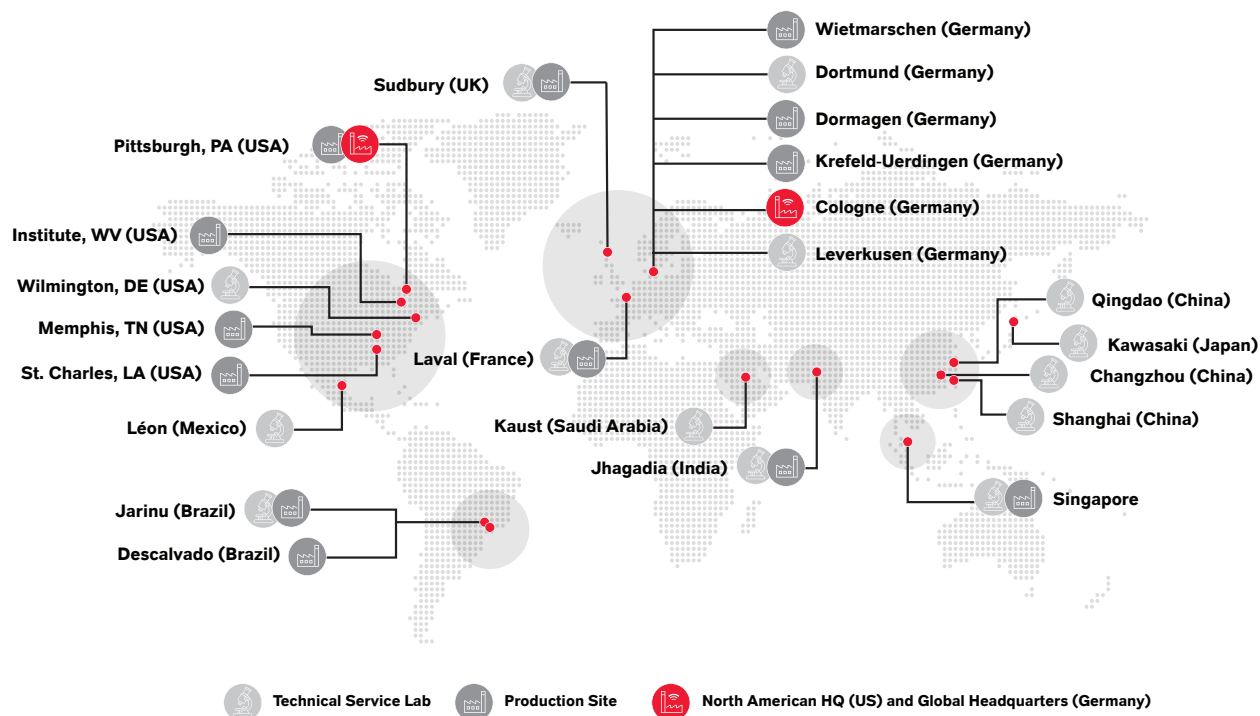 Wietmarschen (Germany)
Dortmund (Germany)
Dormagen (Germany)
Krefeld-Uerdingen (Germany)
Cologne (Germany)
Leverkusen (Germany)
Sudbury (UK)
Pittsburgh, PA (USA)
Institute, WV (USA)
Wilmington, DE (USA)
Memphis, TN (USA)
St. Charles, LA (USA)
Léon (Mexico)
Laval (France)
Kaust (Saudi Arabia)
Jhagadia (India)
Qingdao (China)
Kawasaki (Japan)
Changzhou (China)
Shanghai (China)
Singapore
Jarinu (Brazil)
Descalvado (Brazil)
Technical Service Lab
Production Site
North American HQ (US) and Global Headquarters (Germany)